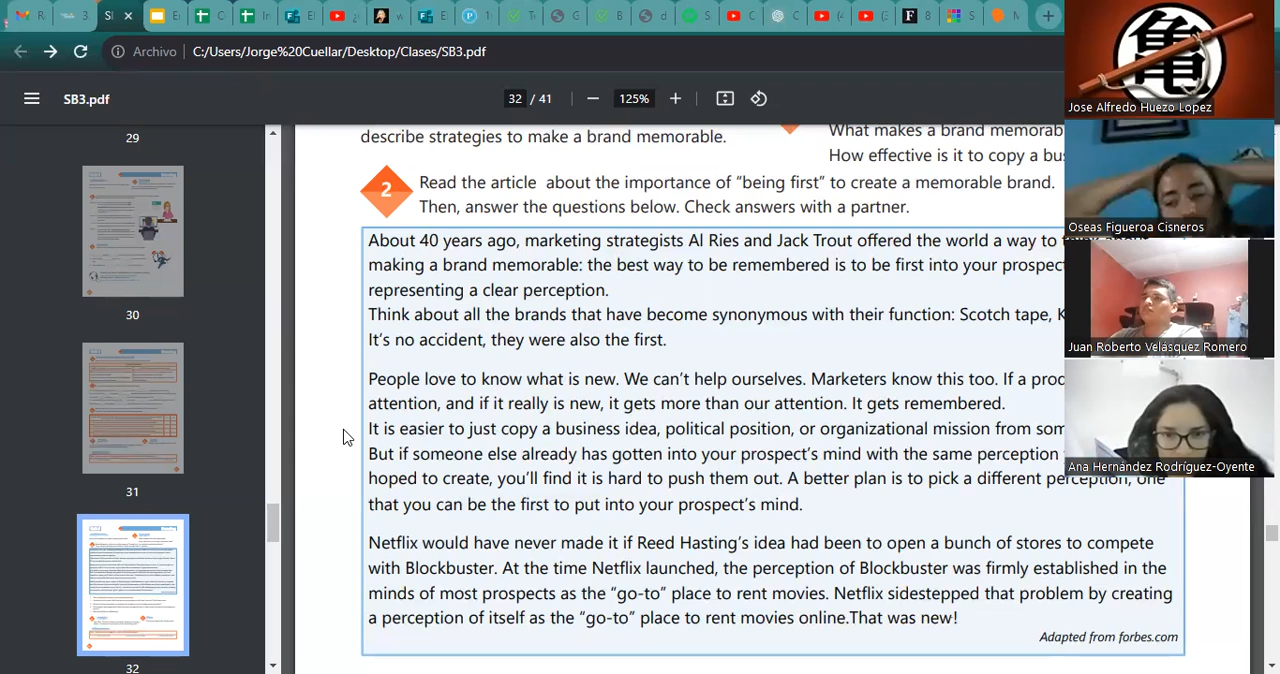 Archivo
C:/Users/Jorge%20Cuellar/Desktop/Clases/SB3.pdf
SB3.pdf
32 / 41
125%
29
30
31
32
describe strategies to make a brand memorable.
What makes a brand memorab
How effective is it to copy a bu
2
Read the article about the importance of "being first" to create a memorable brand.
Then, answer the questions below. Check answers with a partner.
About 40 years ago, marketing strategists Al Ries and Jack Trout offered the world a way to
making a brand memorable: the best way to be remembered is to be first into your prospec
representing a clear perception.
Think about all the brands that have become synonymous with their function: Scotch tape, K
It's no accident, they were also the first.
People love to know what is new. We can't help ourselves. Marketers know this too. If a prod
attention, and if it really is new, it gets more than our attention. It gets remembered.
It is easier to just copy a business idea, political position, or organizational mission from som
But if someone else already has gotten into your prospect's mind with the same perception
hoped to create, you'll find it is hard to push them out. A better plan is to pick a different perception, one
that you can be the first to put into your prospect's mind.
Netflix would have never made it if Reed Hasting's idea had been to open a bunch of stores to compete
with Blockbuster. At the time Netflix launched, the perception of Blockbuster was firmly established in the
minds of most prospects as the "go-to" place to rent movies. Netflix sidestepped that problem by creating
a perception of itself as the "go-to" place to rent movies online.That was new!
Adapted from forbes.com
亀
Jose Alfredo Huezo Lopez
Oseas Figueroa Cisneros
Juan Roberto Velásquez Romero
Ana Hernández Rodríguez-Oyente